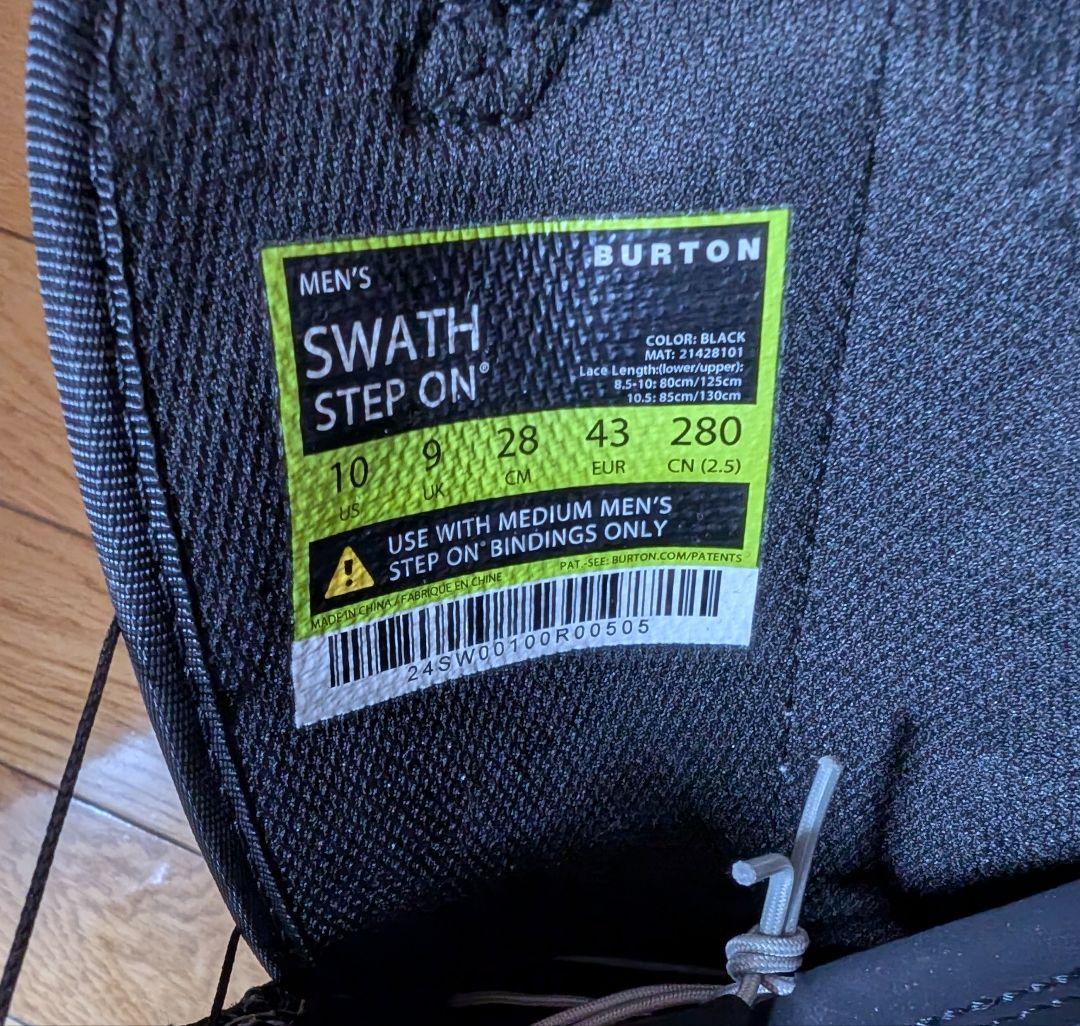 BURTON
MEN'S
SWATH
STEP ON®
COLOR: BLACK
MAT: 21428101
Lace Length:(lower/upper):
8.5-10: 80cm/125cm
10.5: 85cm/130cm
10 9 28 43 280
US UK CM EUR CN (2.5)
USE WITH MEDIUM MEN'S
STEP ON® BINDINGS ONLY
MADE IN CHINA / FABRIQUE EN CHINE PAT.-SEE: BURTON.COM/PATENTS
24SW00100R00505